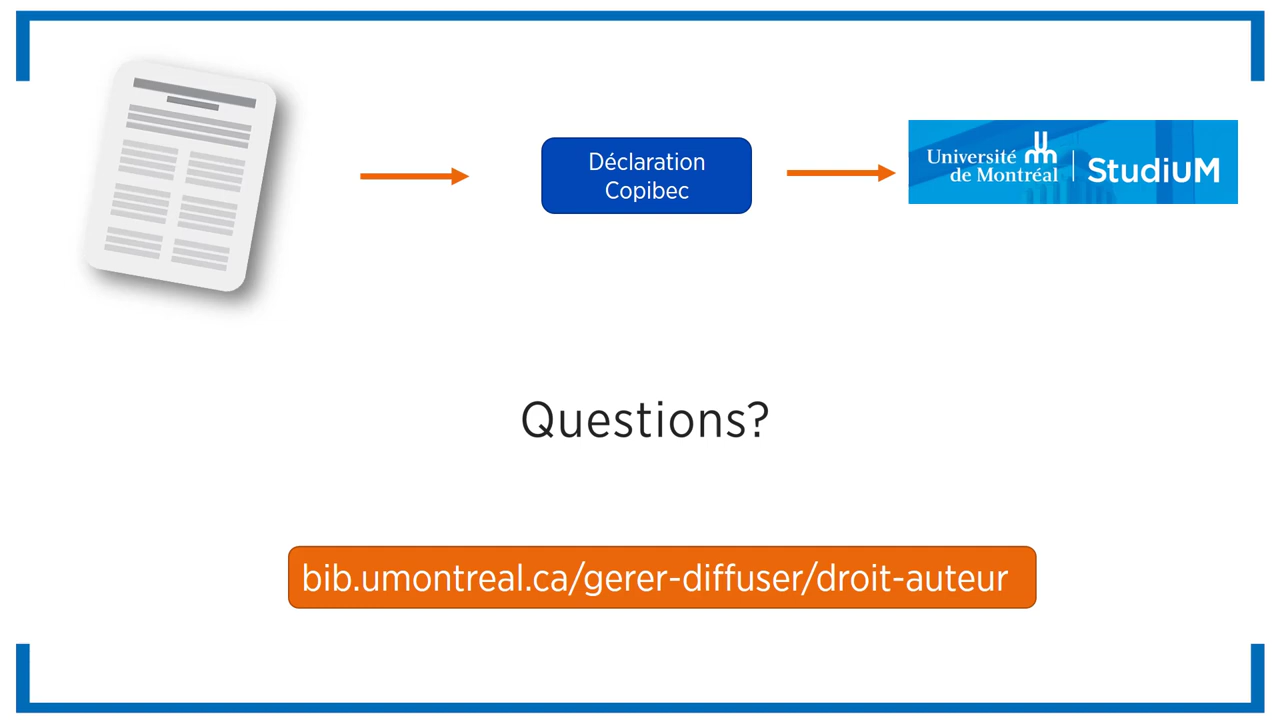 Déclaration
Copibec
Université
de Montréal
StudiUM
Questions?
bib.umontreal.ca/gerer-diffuser/droit-auteur